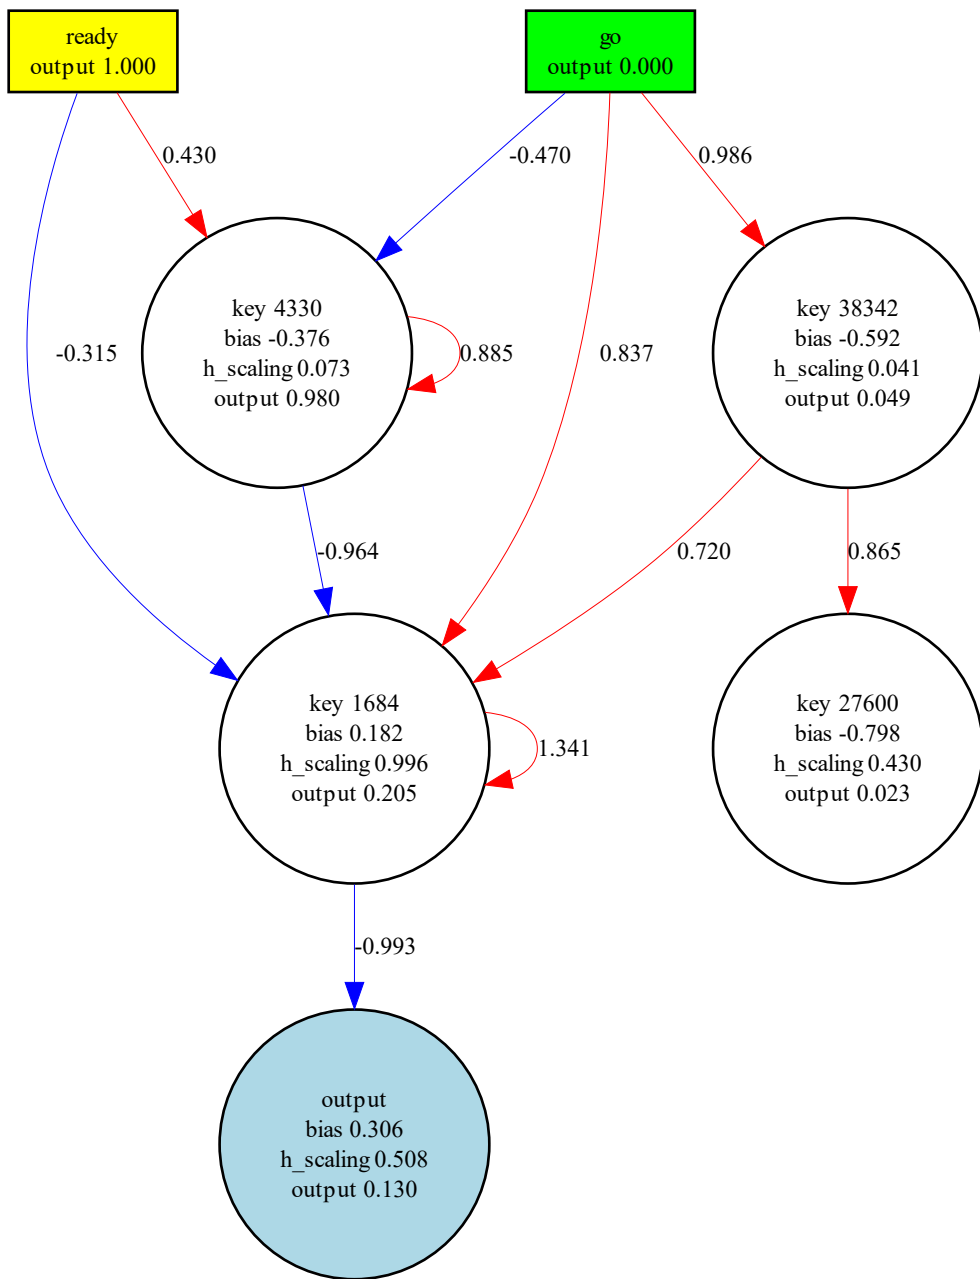 ready
output 1.000
go
output 0.000
0.430
-0.470
0.986
key 4330
bias -0.376
h_scaling 0.073
output 0.980
key 38342
bias -0.592
h_scaling 0.041
output 0.049
-0.315
0.885
0.837
-0.964
0.720
0.865
key 1684
bias 0.182
h_scaling 0.996
output 0.205
1.341
key 27600
bias -0.798
h_scaling 0.430
output 0.023
-0.993
output
bias 0.306
h_scaling 0.508
output 0.130